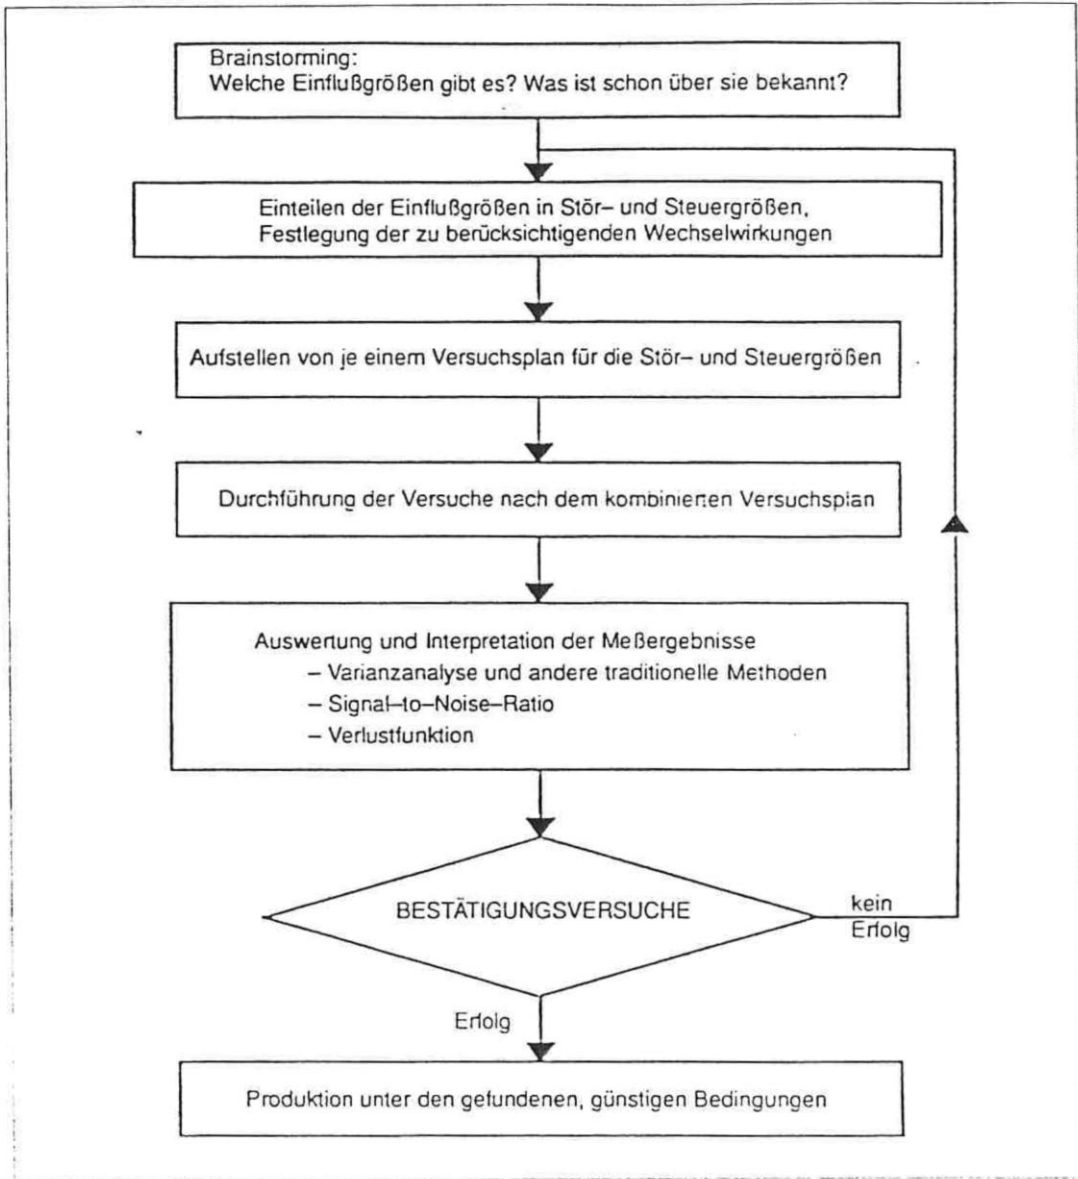 Brainstorming:
Welche Einflußgrößen gibt es? Was ist schon über sie bekannt?
Einteilen der Einflußgrößen in Stör– und Steuergrößen,
Festlegung der zu berücksichtigenden Wechselwirkungen
Aufstellen von je einem Versuchsplan für die Stör– und Steuergrößen
Durchführung der Versuche nach dem kombinierten Versuchsplan
Auswertung und Interpretation der Meßergebnisse
– Varianzanalyse und andere traditionelle Methoden
– Signal–to–Noise–Ratio
– Verlustfunktion
BESTÄTIGUNGSVERSUCHE
kein
Erfolg
Erfolg
Produktion unter den gefundenen, günstigen Bedingungen